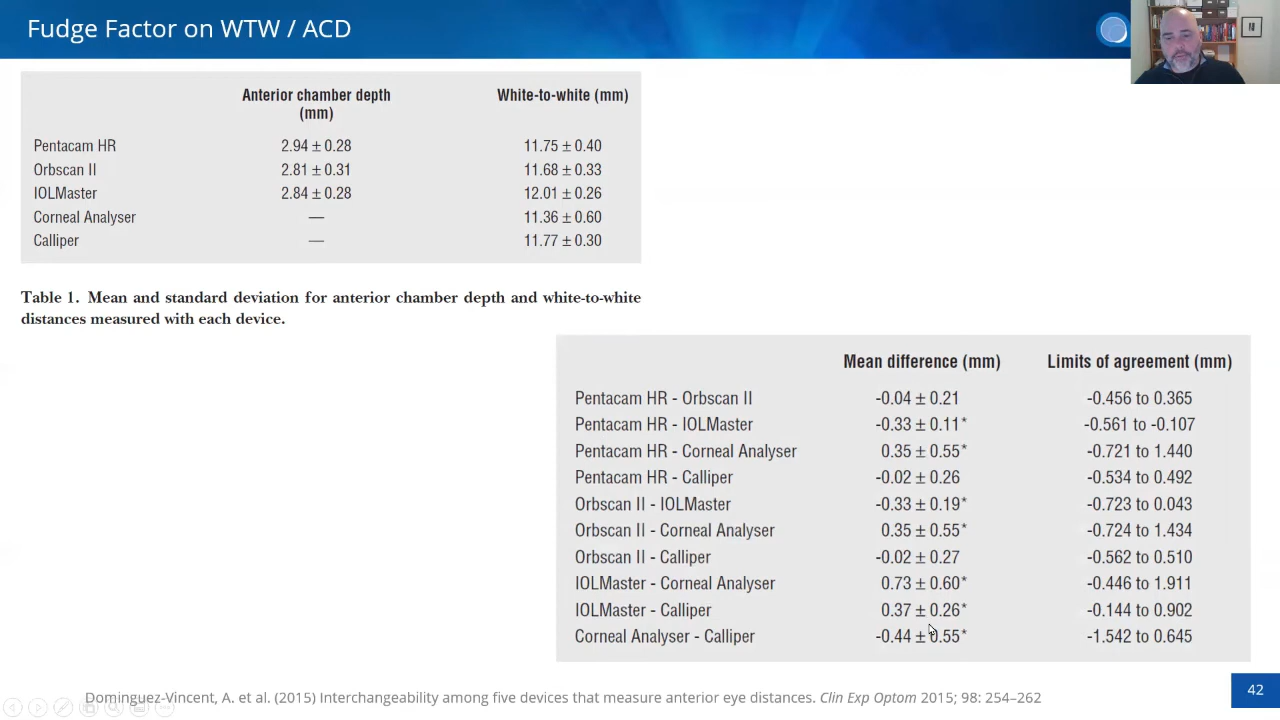 Fudge Factor on WTW / ACD
Anterior chamber depth White-to-white (mm)
(mm)
Pentacam HR 2.94 ± 0.28 11.75 ± 0.40
Orbscan II 2.81 ± 0.31 11.68 ± 0.33
IOLMaster 2.84 ± 0.28 12.01 ± 0.26
Corneal Analyser — 11.36 ± 0.60
Calliper — 11.77 ± 0.30
Table 1. Mean and standard deviation for anterior chamber depth and white-to-white
distances measured with each device.
Mean difference (mm) Limits of agreement (mm)
Pentacam HR - Orbscan II -0.04 ± 0.21 -0.456 to 0.365
Pentacam HR - IOLMaster -0.33 ± 0.11* -0.561 to -0.107
Pentacam HR - Corneal Analyser 0.35 ± 0.55* -0.721 to 1.440
Pentacam HR - Calliper -0.02 ± 0.26 -0.534 to 0.492
Orbscan II - IOLMaster -0.33 ± 0.19* -0.723 to 0.043
Orbscan II - Corneal Analyser 0.35 ± 0.55* -0.724 to 1.434
Orbscan II - Calliper -0.02 ± 0.27 -0.562 to 0.510
IOLMaster - Corneal Analyser 0.73 ± 0.60* -0.446 to 1.911
IOLMaster - Calliper 0.37 ± 0.26* -0.144 to 0.902
Corneal Analyser - Calliper -0.44 ± 0.55* -1.542 to 0.645
42
Dominguez-Vincent, A. et al. (2015) Interchangeability among five devices that measure anterior eye distances. Clin Exp Optom 2015; 98: 254–262